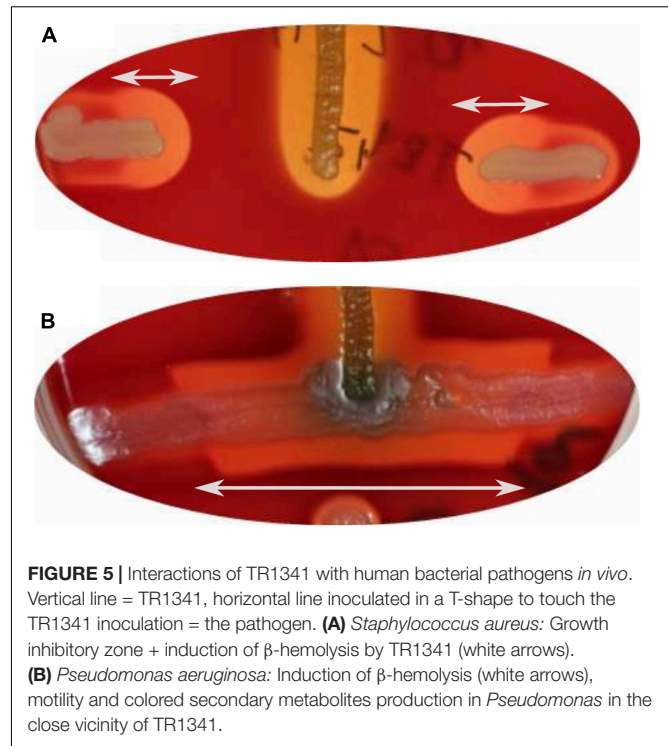 A
B
FIGURE 5 | Interactions of TR1341 with human bacterial pathogens in vivo.
Vertical line = TR1341, horizontal line inoculated in a T-shape to touch the
TR1341 inoculation = the pathogen. (A) Staphylococcus aureus: Growth
inhibitory zone + induction of β-hemolysis by TR1341 (white arrows).
(B) Pseudomonas aeruginosa: Induction of β-hemolysis (white arrows),
motility and colored secondary metabolites production in Pseudomonas in the
close vicinity of TR1341.